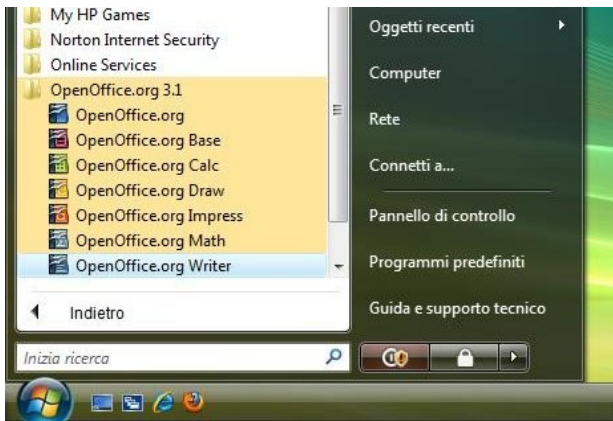 My HP Games
Norton Internet Security
Online Services
OpenOffice.org 3.1
OpenOffice.org
OpenOffice.org Base
OpenOffice.org Calc
OpenOffice.org Draw
OpenOffice.org Impress
OpenOffice.org Math
OpenOffice.org Writer
Indietro
Inizia ricerca
Oggetti recenti
Computer
Rete
Connetti a...
Pannello di controllo
Programmi predefiniti
Guida e supporto tecnico